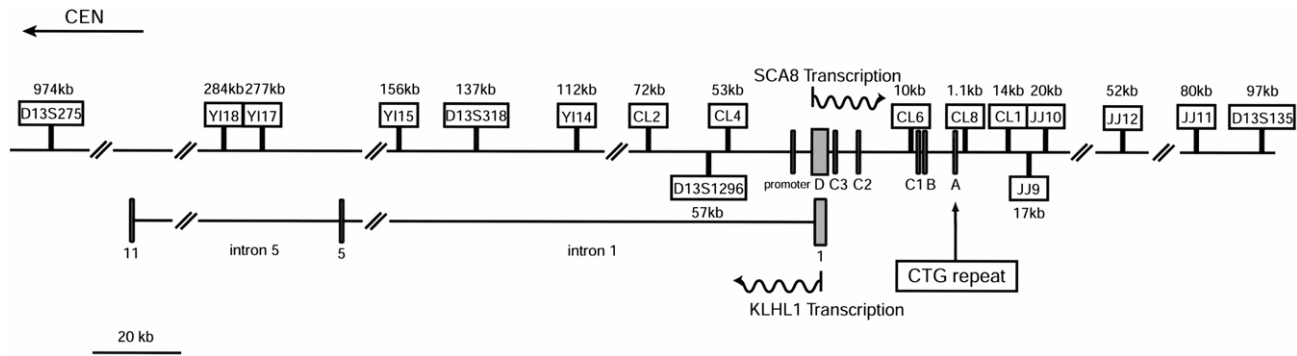 CEN
SCA8 Transcription
974kb 284kb 277kb 156kb 137kb 112kb 72kb 53kb 10kb 1.1kb 14kb 20kb 52kb 80kb 97kb
D13S275 YI18 YI17 YI15 D13S318 YI14 CL2 CL4 CL6 CL8 CL1 JJ10 JJ12 JJ11 D13S135
promoter D C3 C2 C1 B A
D13S1296 JJ9
57kb 17kb
11 intron 5 5 intron 1 1
CTG repeat
KLHL1 Transcription
20 kb